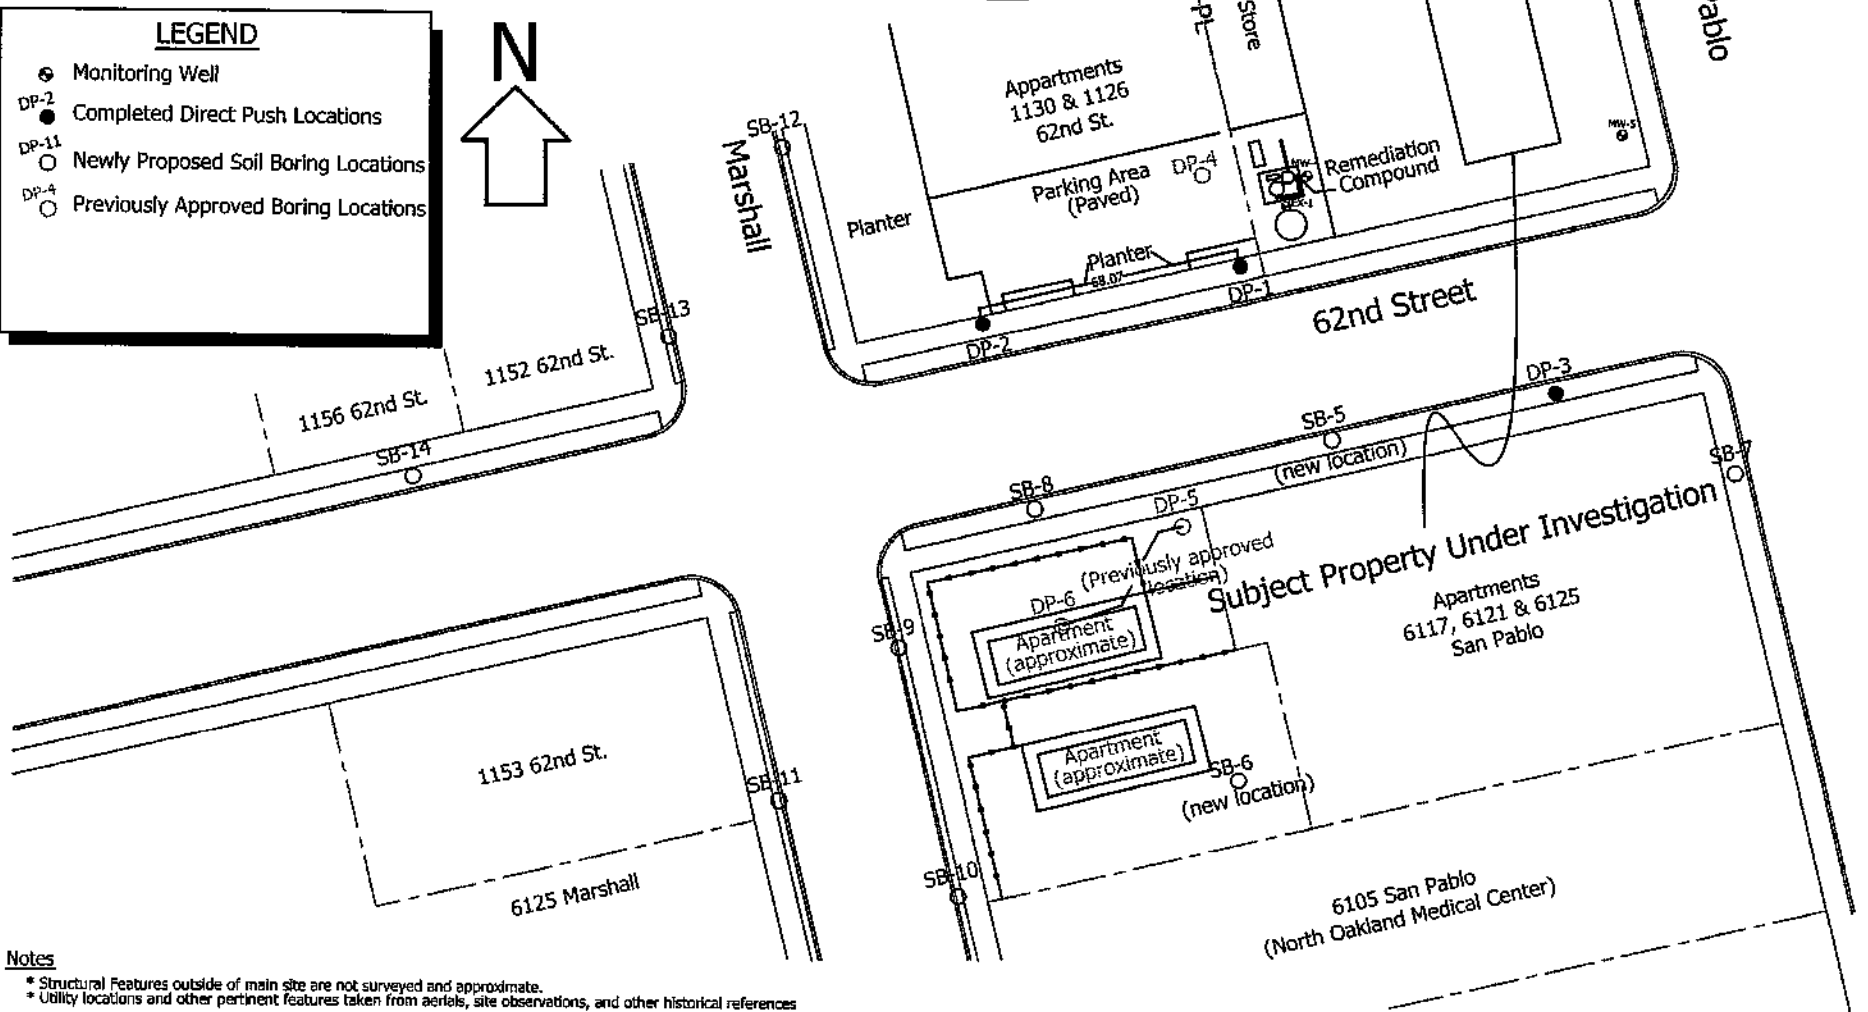 LEGEND
Monitoring Well
DP-2
Completed Direct Push Locations
DP-11
Newly Proposed Soil Boring Locations
DP-4
Previously Approved Boring Locations
N
SB-12
Marshall
Planter
Appartments
1130 & 1126
62nd St.
PL
Store
Parking Area
(Paved)
DP-4
Remediation
Compound
MW-5
Planter
68.07
DP-1
DP-2
62nd Street
SB-13
1152 62nd St.
1156 62nd St.
SB-14
DP-3
SB-5
(new location)
SB-7
SB-8
DP-5
(Previously approved
location)
DP-6
Subject Property Under Investigation
Apartments
6117, 6121 & 6125
San Pablo
SB-9
Apartment
(approximate)
Apartment
(approximate)
SB-6
(new location)
1153 62nd St.
SB-11
6125 Marshall
SB-10
6105 San Pablo
(North Oakland Medical Center)
Notes
* Structural Features outside of main site are not surveyed and approximate.
* Utility locations and other pertinent features taken from aerials, site observations, and other historical references